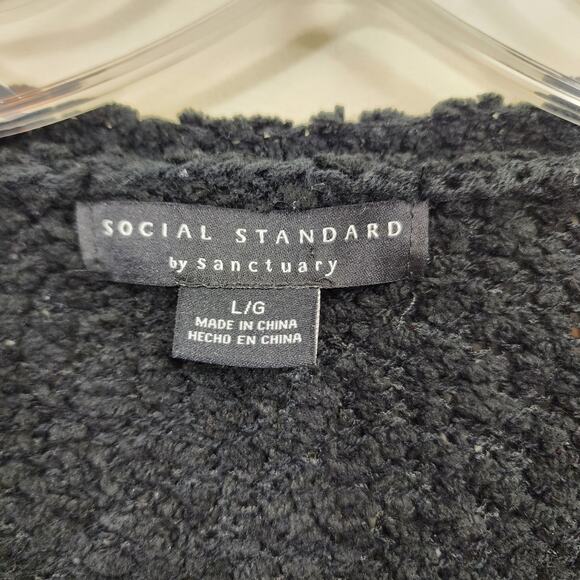 SOCIAL STANDARD
by sanctuary
L/G
MADE IN CHINA
HECHO EN CHINA